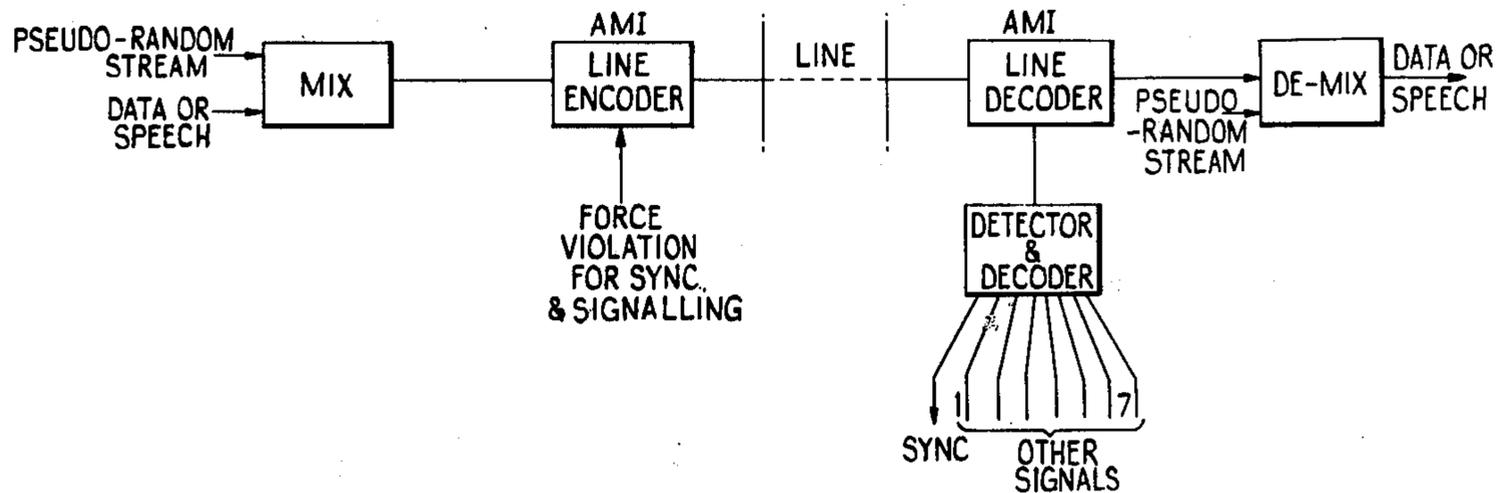 PSEUDO-RANDOM
STREAM
DATA OR
SPEECH
MIX
AMI
LINE
ENCODER
FORCE
VIOLATION
FOR SYNC.,
& SIGNALLING
LINE
AMI
LINE
DECODER
PSEUDO
-RANDOM
STREAM
DE-MIX
DATA OR
SPEECH
DETECTOR
&
DECODER
1
7
SYNC
OTHER
SIGNALS